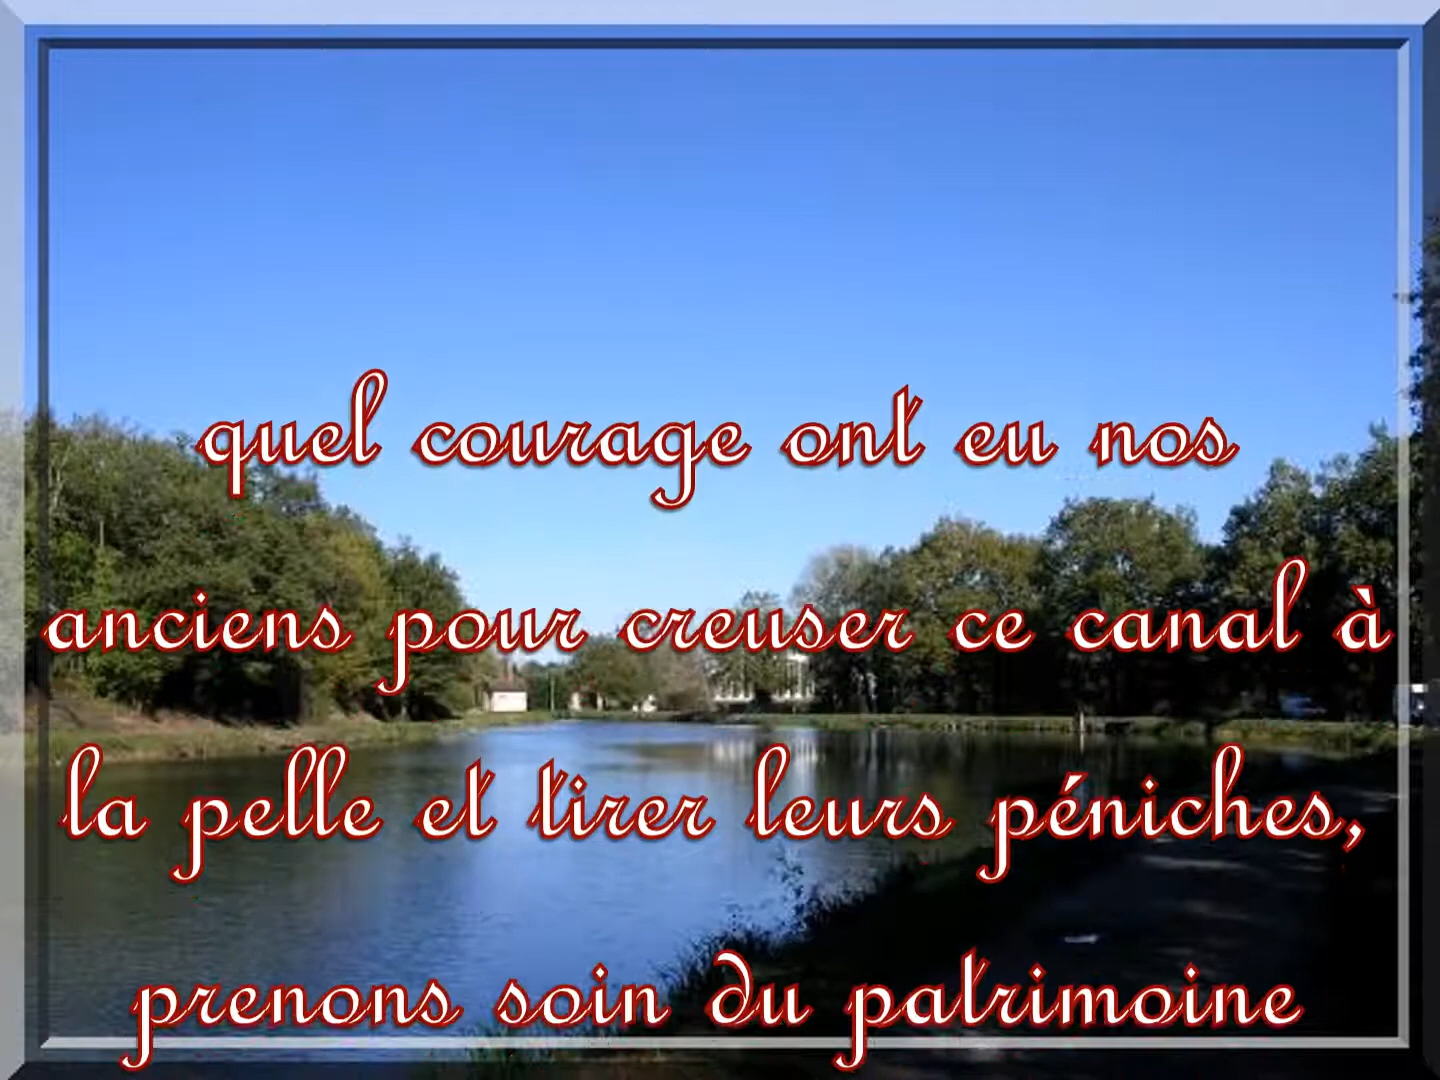 quel courage ont eu nos
anciens pour creuser ce canal à
la pelle et tirer leurs péniches,
prenons soin du patrimoine